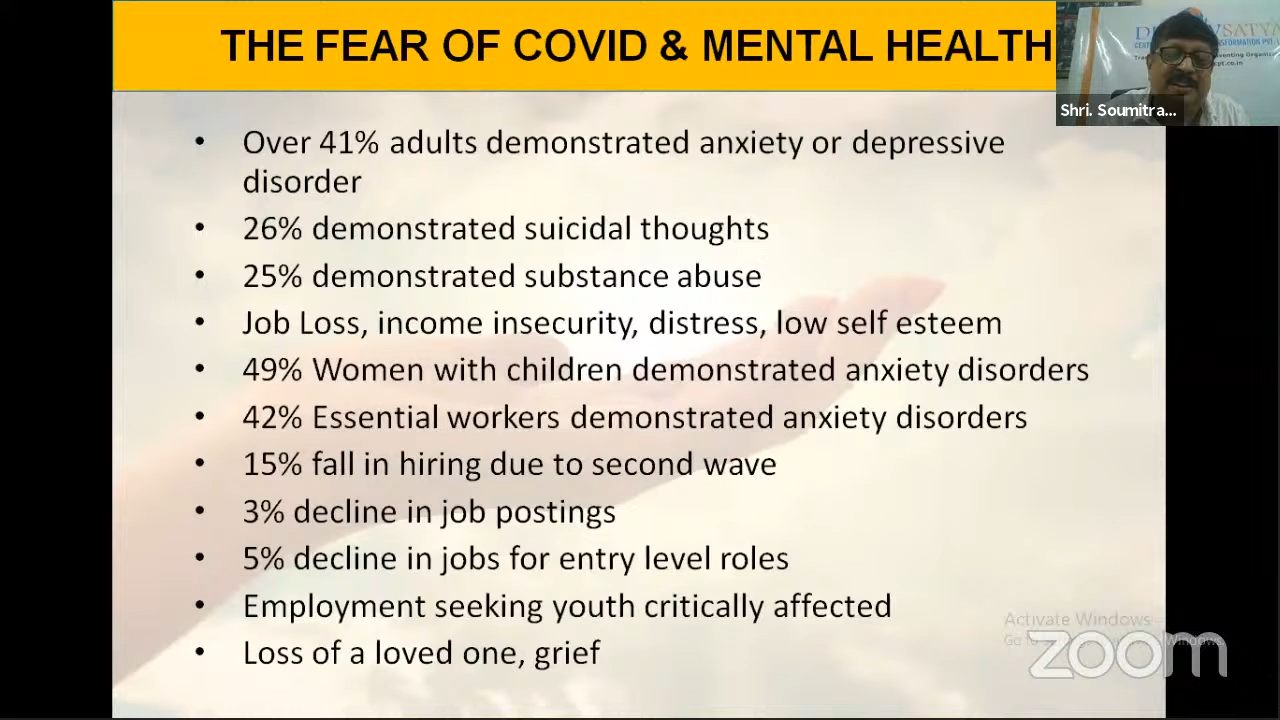 THE FEAR OF COVID & MENTAL HEALTH
Shri. Soumitra...
• Over 41% adults demonstrated anxiety or depressive
disorder
• 26% demonstrated suicidal thoughts
• 25% demonstrated substance abuse
• Job Loss, income insecurity, distress, low self esteem
• 49% Women with children demonstrated anxiety disorders
• 42% Essential workers demonstrated anxiety disorders
• 15% fall in hiring due to second wave
• 3% decline in job postings
• 5% decline in jobs for entry level roles
• Employment seeking youth critically affected
• Loss of a loved one, grief
Activate Windows
zoom